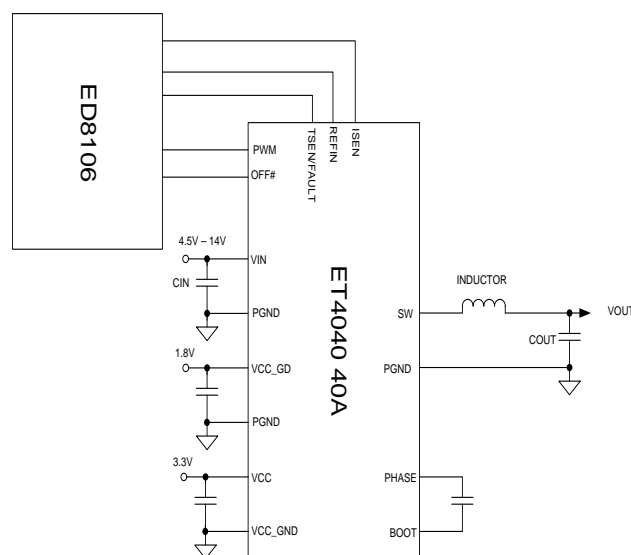 ED8106
TSEN/FAULT
REFIN
ISEN
PWM
OFF#
4.5V – 14V
VIN
CIN
PGND
1.8V
VCC_GD
PGND
3.3V
VCC
VCC_GND
ET4040 40A
INDUCTOR
SW
VOUT
COUT
PGND
PHASE
BOOT